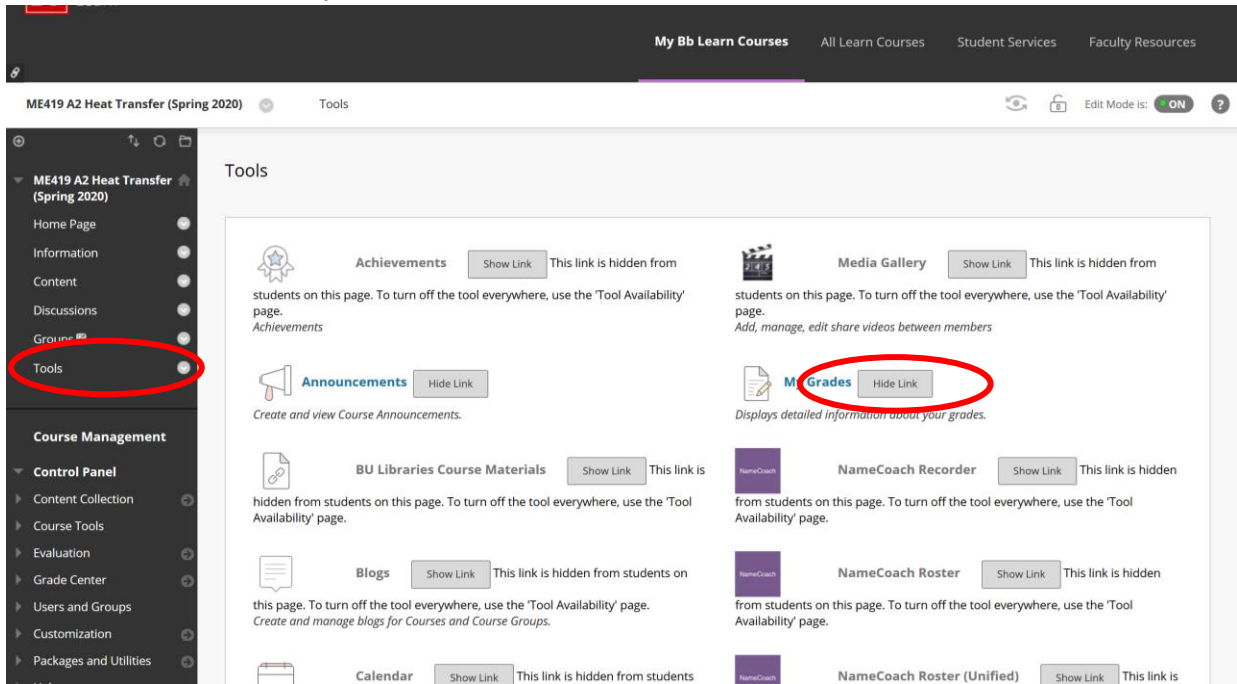 My Bb Learn Courses All Learn Courses Student Services Faculty Resources
ME419 A2 Heat Transfer (Spring 2020) Tools Edit Mode is: ON ?
ME419 A2 Heat Transfer
(Spring 2020)
Home Page
Information
Content
Discussions
Groups
Tools
Course Management
Control Panel
Content Collection
Course Tools
Evaluation
Grade Center
Users and Groups
Customization
Packages and Utilities
Tools
Achievements Show Link This link is hidden from
students on this page. To turn off the tool everywhere, use the 'Tool Availability'
page.
Achievements
Announcements Hide Link
Create and view Course Announcements.
BU Libraries Course Materials Show Link This link is
hidden from students on this page. To turn off the tool everywhere, use the 'Tool
Availability' page.
Blogs Show Link This link is hidden from students on
this page. To turn off the tool everywhere, use the 'Tool Availability' page.
Create and manage blogs for Courses and Course Groups.
Calendar Show Link This link is hidden from students
Media Gallery Show Link This link is hidden from
students on this page. To turn off the tool everywhere, use the 'Tool Availability'
page.
Add, manage, edit share videos between members
My Grades Hide Link
Displays detailed information about your grades.
NameCoach NameCoach Recorder Show Link This link is hidden
from students on this page. To turn off the tool everywhere, use the 'Tool
Availability' page.
NameCoach NameCoach Roster Show Link This link is hidden
from students on this page. To turn off the tool everywhere, use the 'Tool
Availability' page.
NameCoach NameCoach Roster (Unified) Show Link This link is